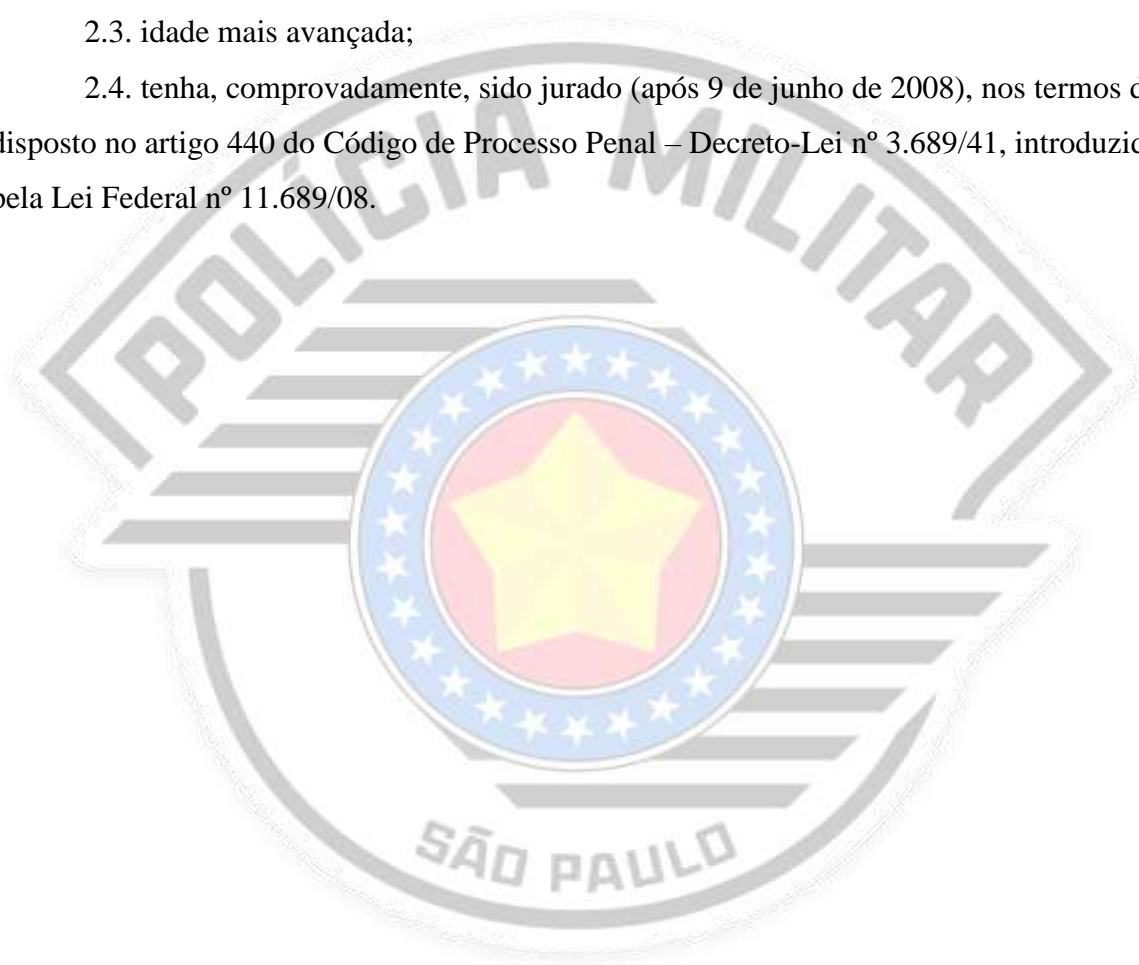 2.3. idade mais avançada;
2.4. tenha, comprovadamente, sido jurado (após 9 de junho de 2008), nos termos d
disposto no artigo 440 do Código de Processo Penal – Decreto-Lei nº 3.689/41, introduzid
pela Lei Federal nº 11.689/08.
POLÍCIA MILITAR
SÃO PAULO